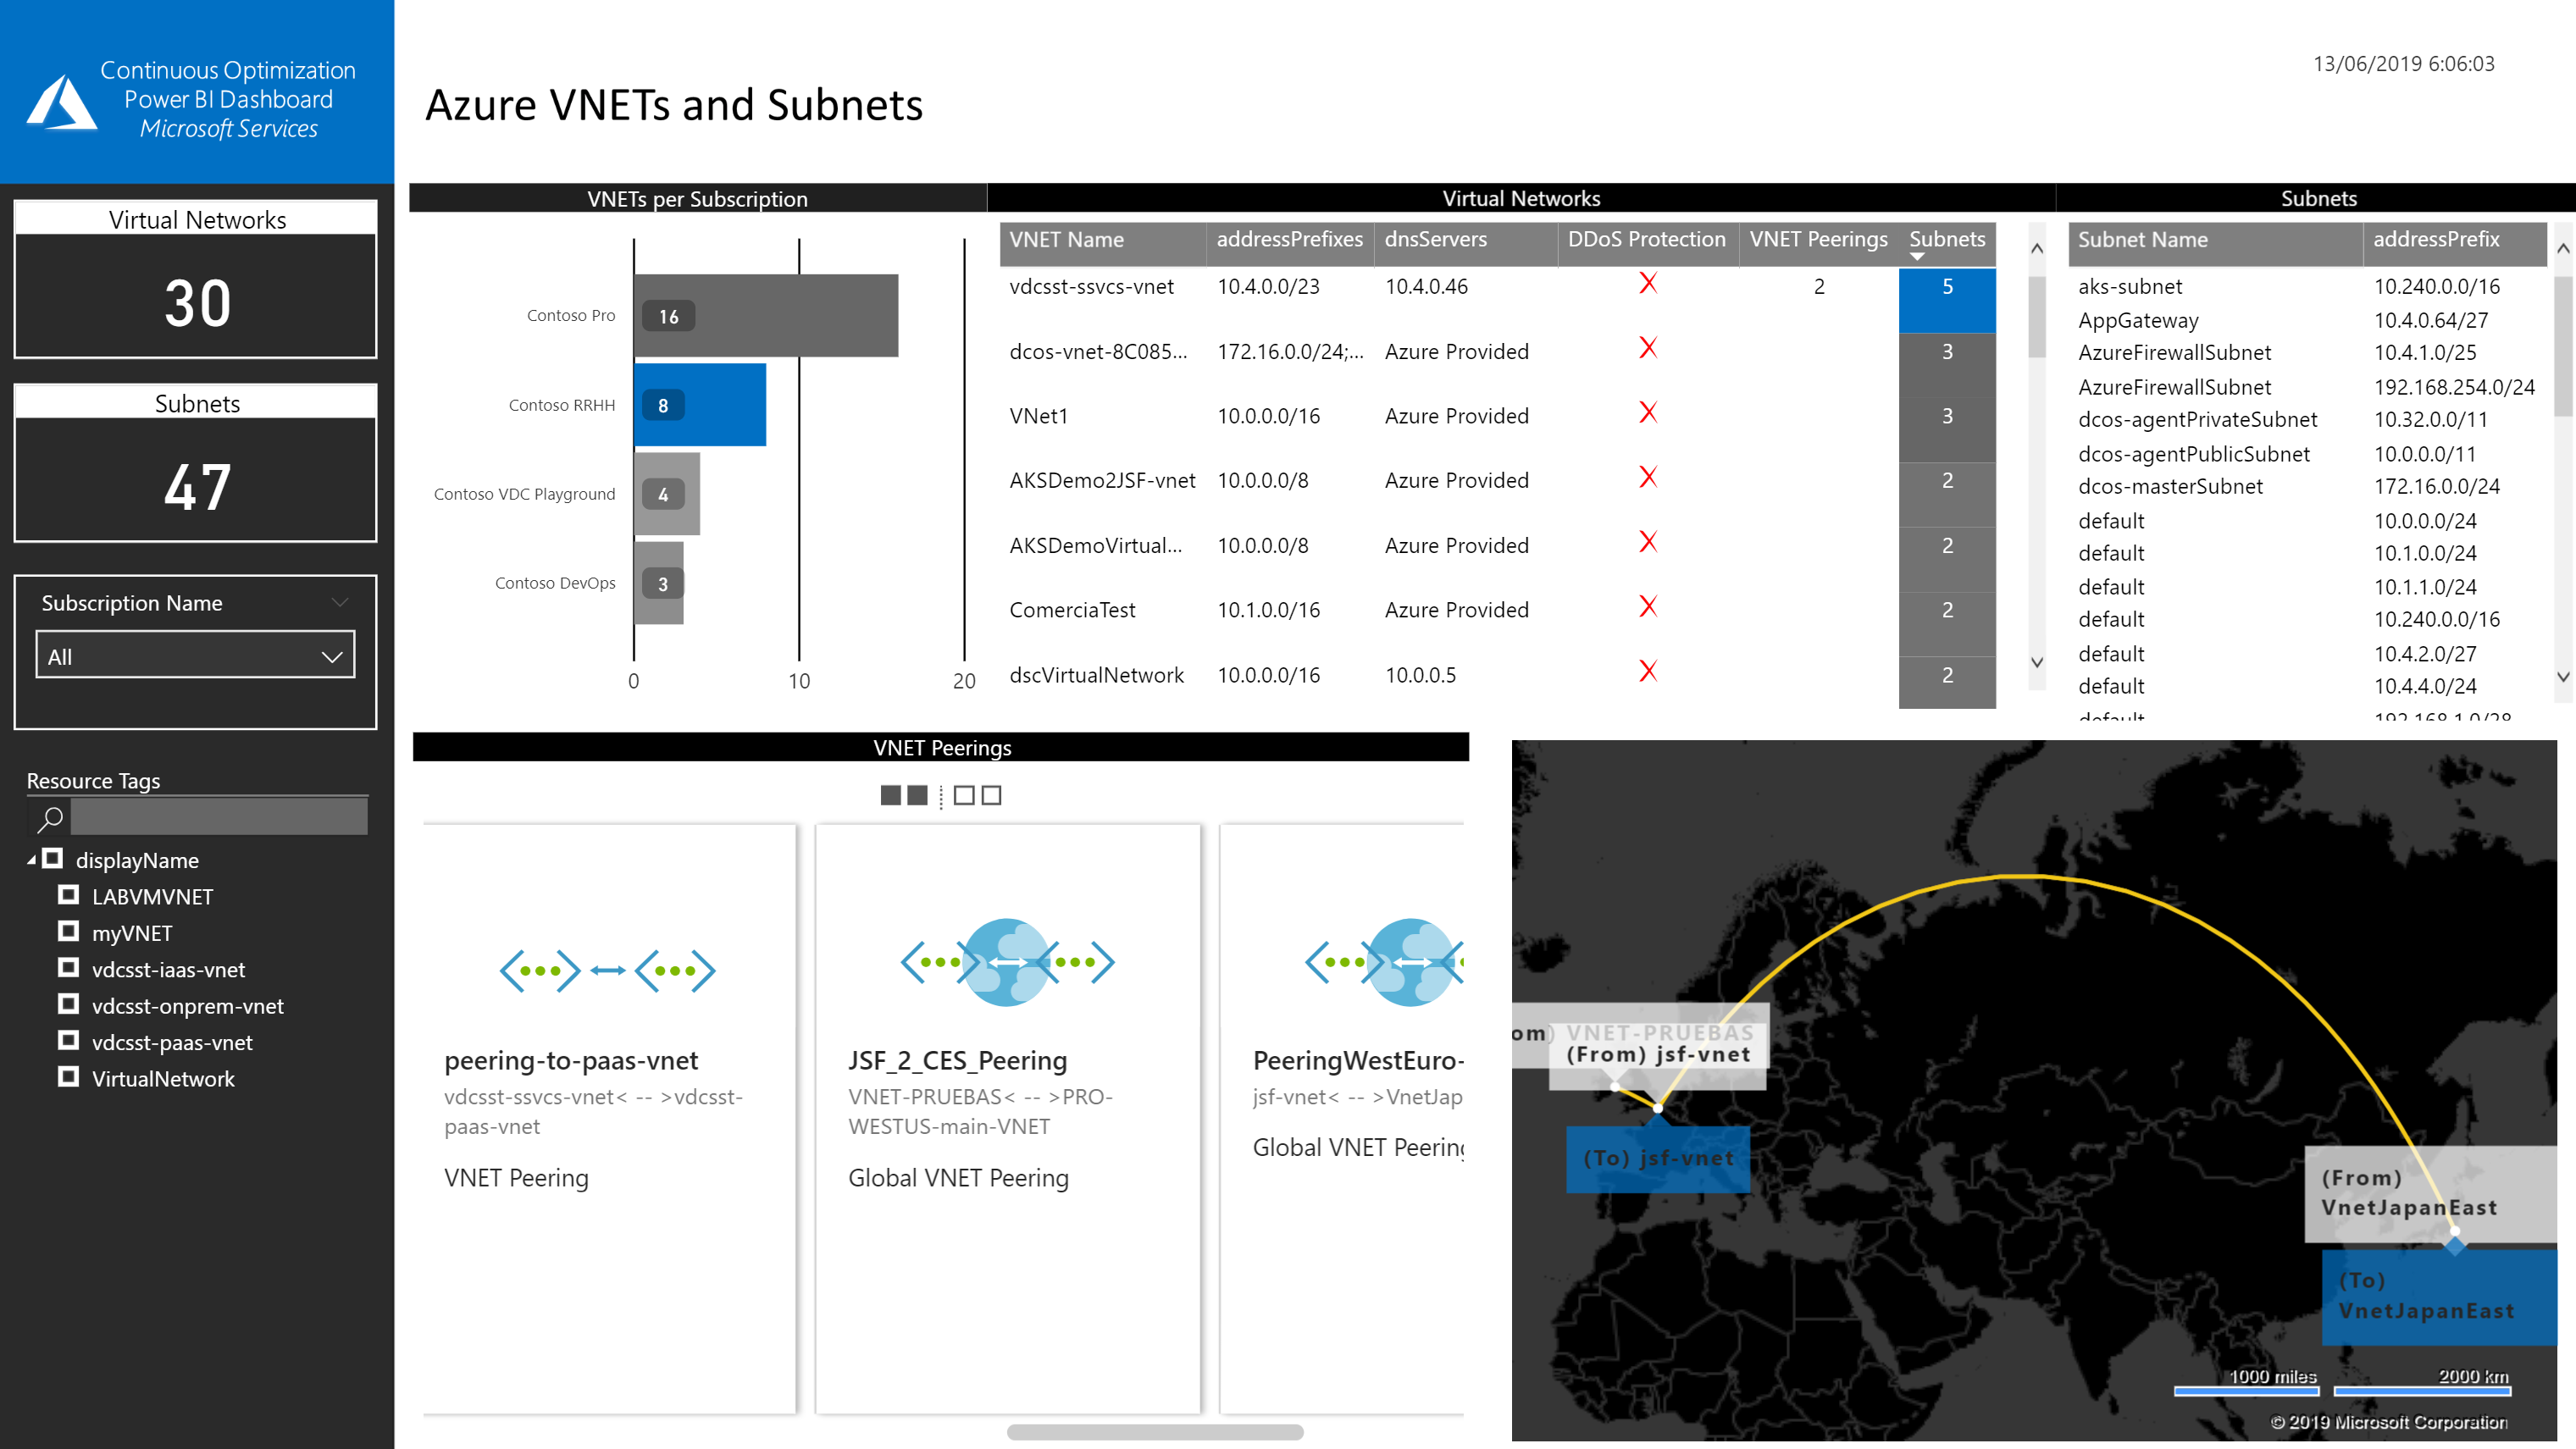 Continuous Optimization
Power BI Dashboard
Microsoft Services
Azure VNETs and Subnets
13/06/2019 6:06:03
Virtual Networks
30
Subnets
47
Subscription Name
All
Resource Tags
displayName
LABVMVNET
myVNET
vdcsst-iaas-vnet
vdcsst-onprem-vnet
vdcsst-paas-vnet
VirtualNetwork
VNETs per Subscription
Contoso Pro 16
Contoso RRHH 8
Contoso VDC Playground 4
Contoso DevOps 3
0 10 20
Virtual Networks
VNET Name addressPrefixes dnsServers DDoS Protection VNET Peerings Subnets
vdcsst-ssvcs-vnet 10.4.0.0/23 10.4.0.46 X 2 5
dcos-vnet-8C085... 172.16.0.0/24;... Azure Provided X 3
VNet1 10.0.0.0/16 Azure Provided X 3
AKSDemo2JSF-vnet 10.0.0.0/8 Azure Provided X 2
AKSDemoVirtual... 10.0.0.0/8 Azure Provided X 2
ComerciaTest 10.1.0.0/16 Azure Provided X 2
dscVirtualNetwork 10.0.0.0/16 10.0.0.5 X 2
Subnets
Subnet Name addressPrefix
aks-subnet 10.240.0.0/16
AppGateway 10.4.0.64/27
AzureFirewallSubnet 10.4.1.0/25
AzureFirewallSubnet 192.168.254.0/24
dcos-agentPrivateSubnet 10.32.0.0/11
dcos-agentPublicSubnet 10.0.0.0/11
dcos-masterSubnet 172.16.0.0/24
default 10.0.0.0/24
default 10.1.0.0/24
default 10.1.1.0/24
default 10.240.0.0/16
default 10.4.2.0/27
default 10.4.4.0/24
default 192.168.1.0/28
VNET Peerings
peering-to-paas-vnet
vdcsst-ssvcs-vnet< -- >vdcsst-
paas-vnet
VNET Peering
JSF_2_CES_Peering
VNET-PRUEBAS< -- >PRO-
WESTUS-main-VNET
Global VNET Peering
PeeringWestEuro-
jsf-vnet< -- >VnetJap
Global VNET Peering
om) VNET-PRUEBAS
(From) jsf-vnet
(To) jsf-vnet
(From)
VnetJapanEast
(To)
VnetJapanEast
1000 miles 2000 km
© 2019 Microsoft Corporation